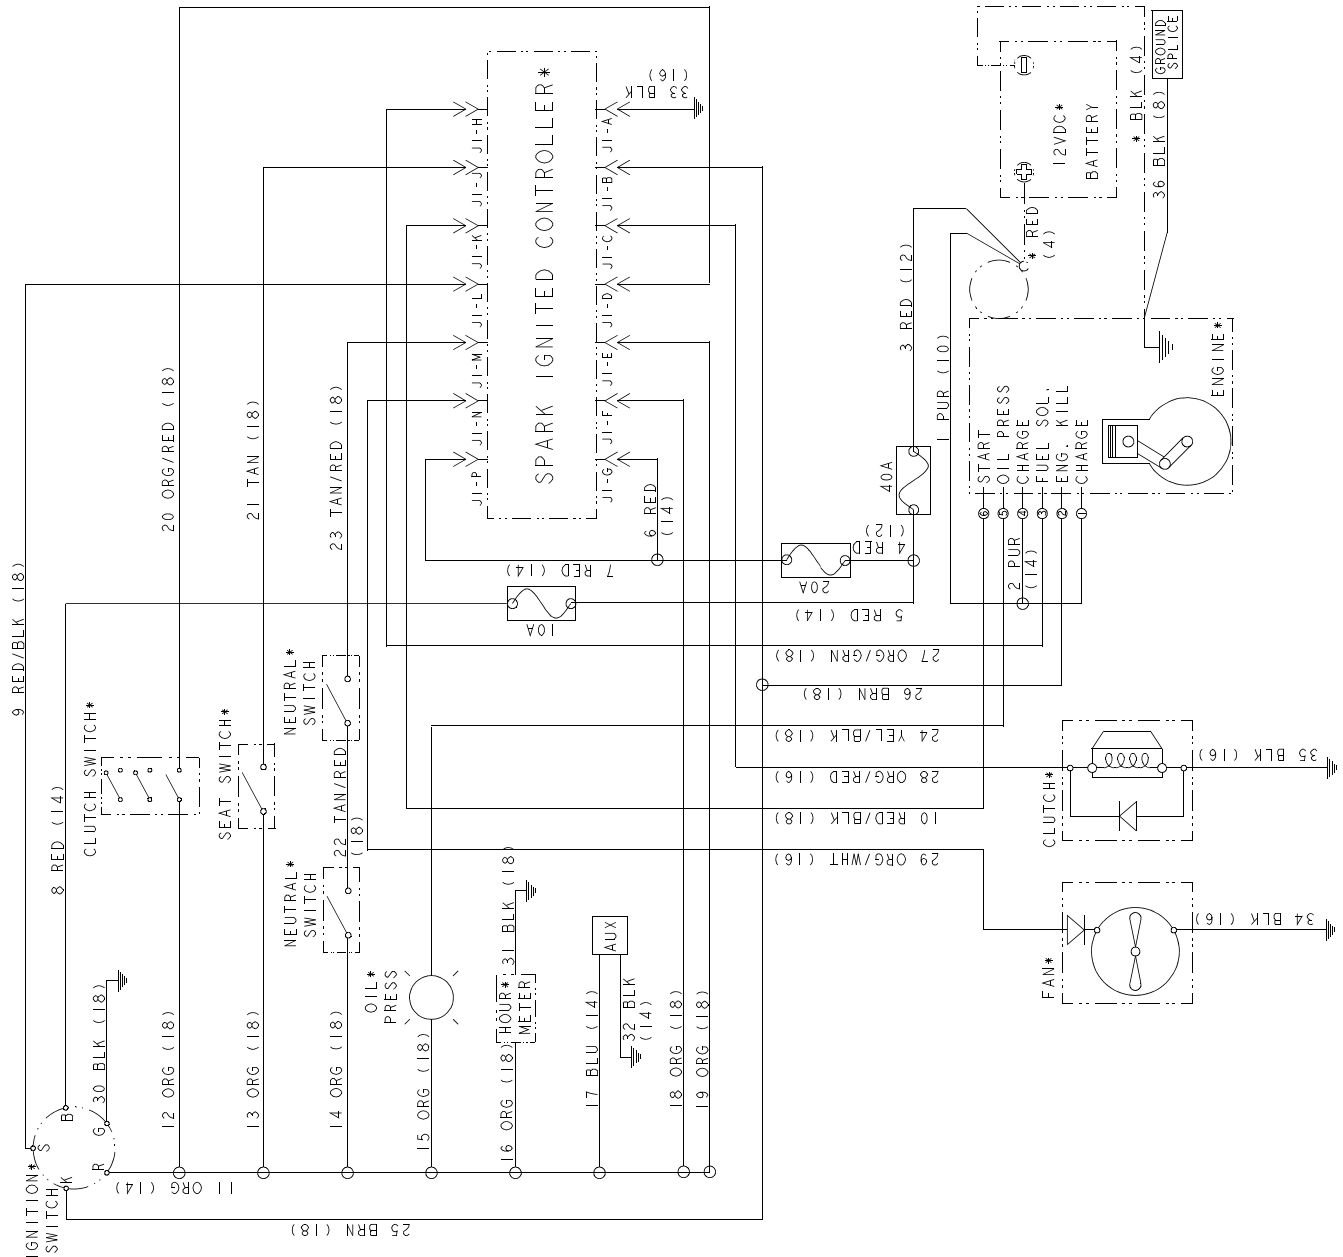 SPARK IGNITED CONTROLLER*
J1-H
J1-J
J1-K
J1-L
J1-M
J1-N
J1-P
J1-A
J1-B
J1-C
J1-D
J1-E
J1-F
J1-G
33 BLK
(16)
12VDC*
BATTERY
* BLK (4)
GROUND
SPLICE
36 BLK (8)
* RED
(4)
3 RED (12)
1 PUR (10)
ENGINE*
START
OIL PRESS
CHARGE
FUEL SOL.
ENG. KILL
CHARGE
6
5
4
3
2
1
2 PUR
(14)
40A
4 RED
(12)
20A
10A
6 RED
(14)
7 RED (14)
5 RED (14)
27 ORG/GRN (18)
26 BRN (18)
24 YEL/BLK (18)
28 ORG/RED (16)
10 RED/BLK (18)
29 ORG/WHT (16)
35 BLK (16)
CLUTCH*
34 BLK (16)
FAN*
9 RED/BLK (18)
20 ORG/RED (18)
21 TAN (18)
23 TAN/RED (18)
NEUTRAL*
SWITCH
CLUTCH SWITCH*
SEAT SWITCH*
22 TAN/RED
(18)
NEUTRAL*
SWITCH
8 RED (14)
30 BLK (18)
12 ORG (18)
13 ORG (18)
14 ORG (18)
OIL*
PRESS
15 ORG (18)
31 BLK (18)
HOUR*
METER
16 ORG (18)
AUX
17 BLU (14)
32 BLK
(14)
18 ORG (18)
19 ORG (18)
B
S
G
R
K
IGNITION*
SWITCH
11 ORG (14)
25 BRN (18)